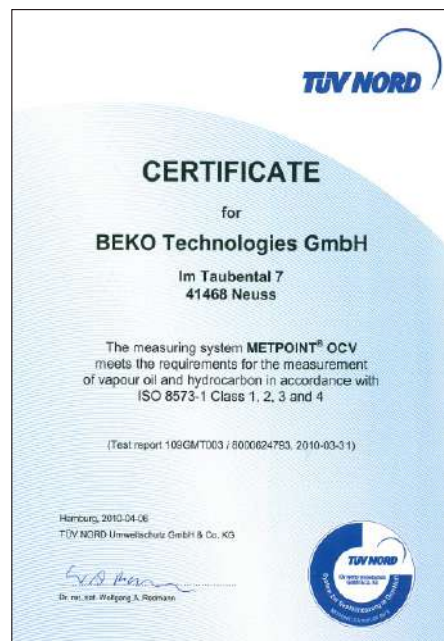 TÜV NORD
CERTIFICATE
for
BEKO Technologies GmbH
Im Taubental 7
41468 Neuss
The measuring system METPOINT® OCV
meets the requirements for the measurement
of vapour oil and hydrocarbon in accordance with
ISO 8573-1 Class 1, 2, 3 and 4
(Test report 109GMT003 / 8000624793, 2010-03-31)
Hamburg, 2010-04-06
TÜV NORD Umweltschutz GmbH & Co. KG
Dr. rer. nat. Wolfgang A. Redmann
TÜV NORD